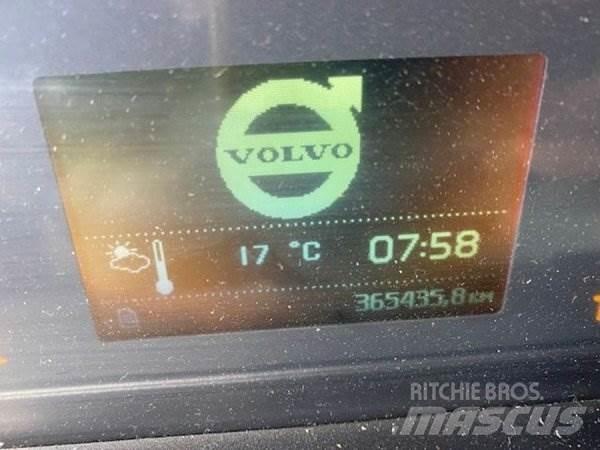 VOLVO
17 °C 07:58
365435,8 KM
RITCHIE BROS.
MASCUS